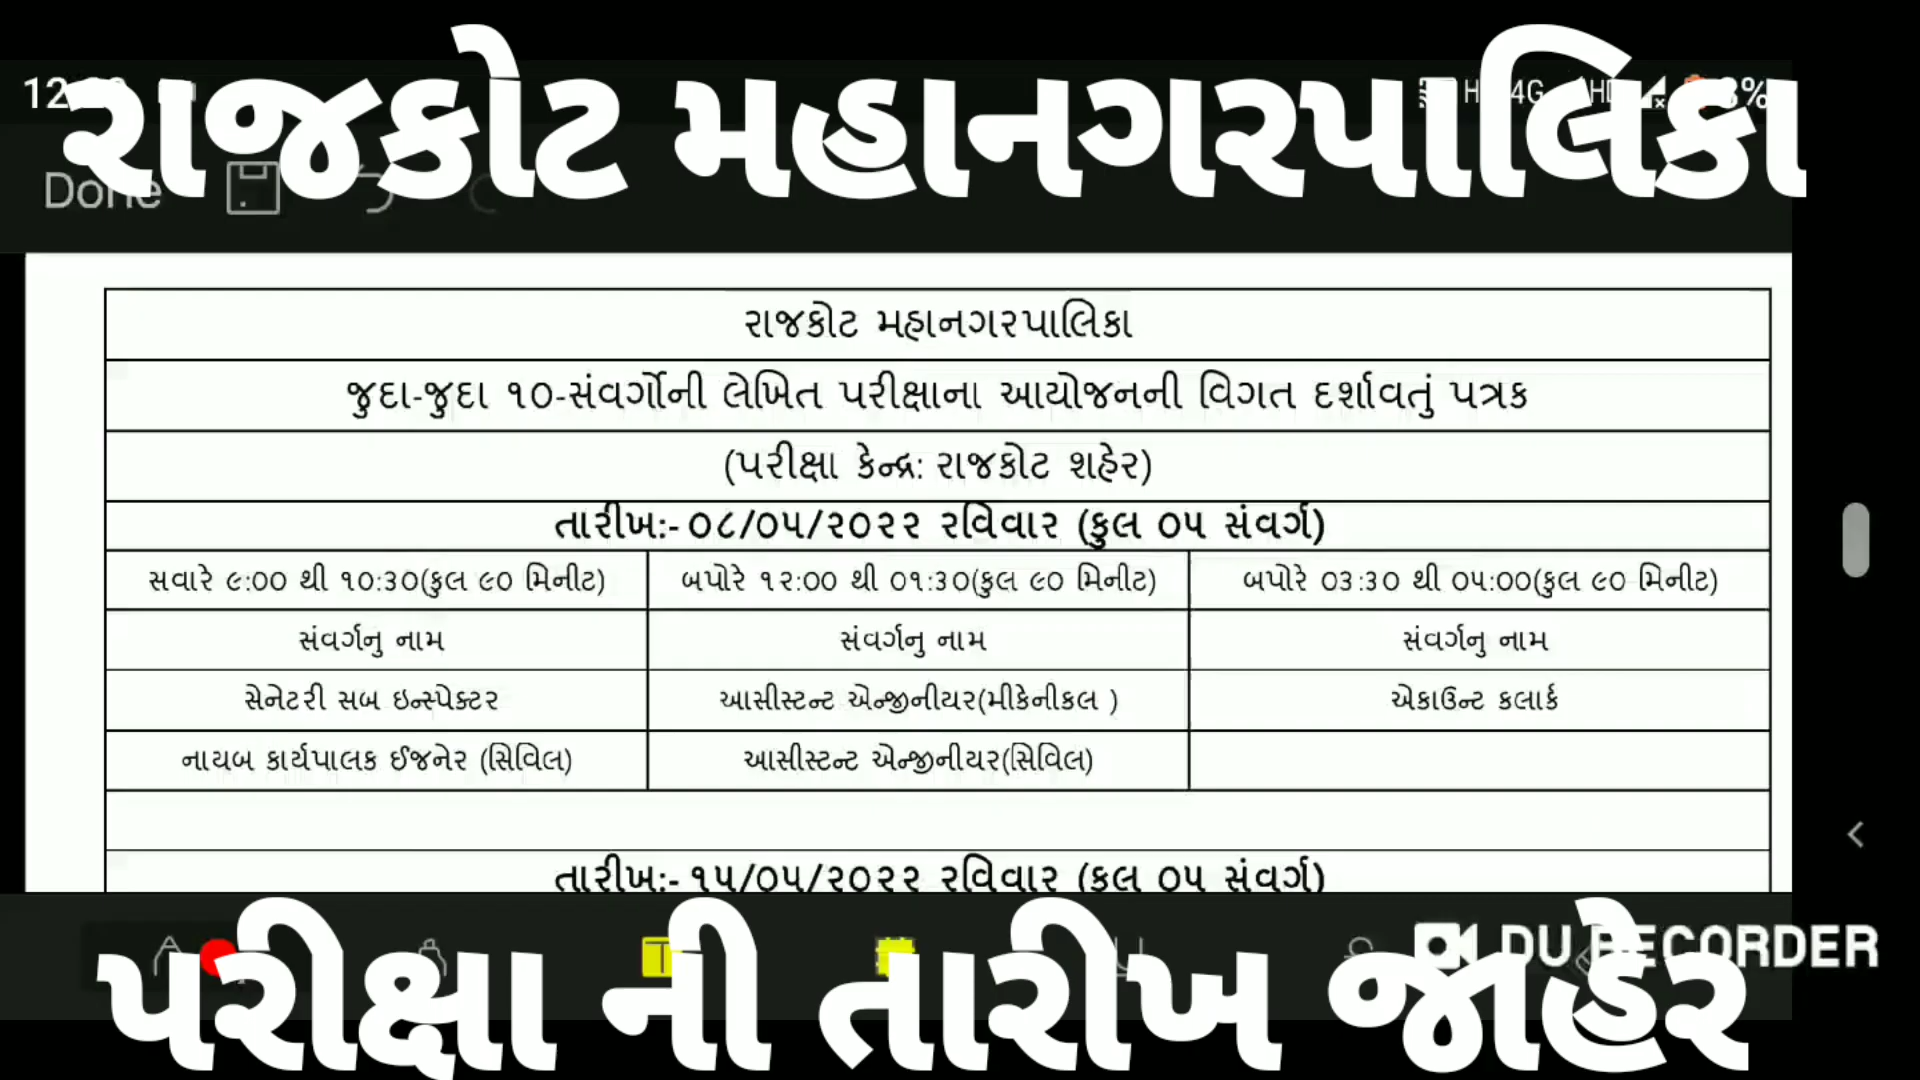 રાજકોટ મહાનગરપાલિકા
Done
રાજકોટ મહાનગરપાલિકા
જુદા-જુદા ૧૦-સંવર્ગોની લેખિત પરીક્ષાના આયોજનની વિગત દર્શાવતું પત્રક
(પરીક્ષા કેન્દ્ર: રાજકોટ શહેર)
તારીખ:- ૦૮/૦૫/૨૦૨૨ રવિવાર (કુલ ૦૫ સંવર્ગ)
સવારે ૯:૦૦ થી ૧૦:૩૦(કુલ ૯૦ મિનીટ) બપોરે ૧૨:૦૦ થી ૦૧:૩૦(કુલ ૯૦ મિનીટ) બપોરે ૦૩:૩૦ થી ૦૫:૦૦(કુલ ૯૦ મિનીટ)
સંવર્ગનુ નામ સંવર્ગનુ નામ સંવર્ગનુ નામ
સેનેટરી સબ ઇન્સ્પેક્ટર આસીસ્ટન્ટ એન્જીનીયર(મીકેનીકલ ) એકાઉન્ટ કલાર્ક
નાયબ કાર્યપાલક ઈજનેર (સિવિલ) આસીસ્ટન્ટ એન્જીનીયર(સિવિલ)
તારીખ:- ૧૫/૦૫/૨૦૨૨ રવિવાર (કુલ ૦૫ સંવર્ગ)
DU RECORDER
પરીક્ષા ની તારીખ જાહેર